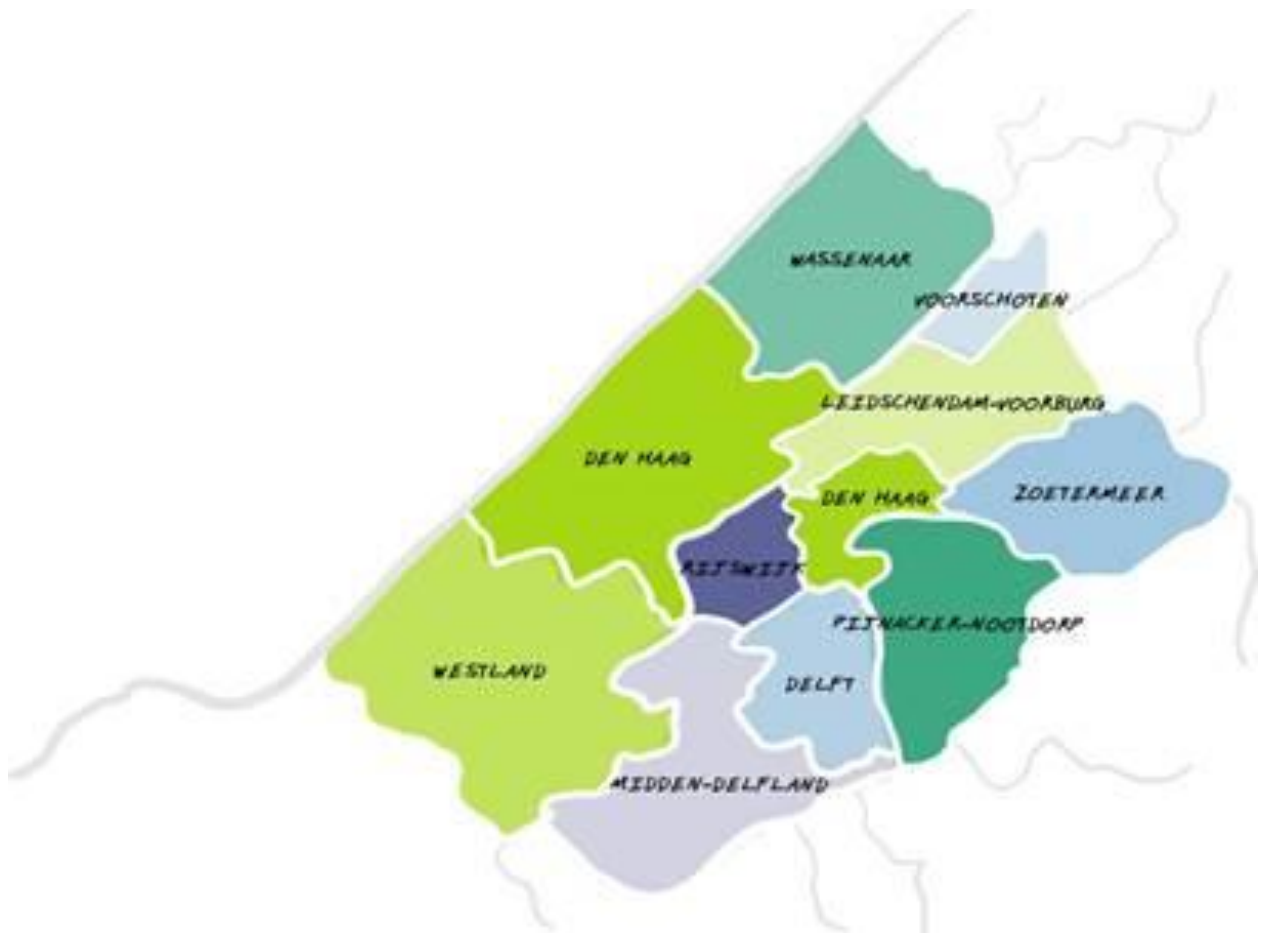 WASSENAAR
VOORSCHOTEN
LEIDSCHENDAM-VOORBURG
DEN HAAG
DEN HAAG
ZOETERMEER
RIJSWIJK
PIJNACKER-NOOTDORP
WESTLAND
DELFT
MIDDEN-DELFLAND